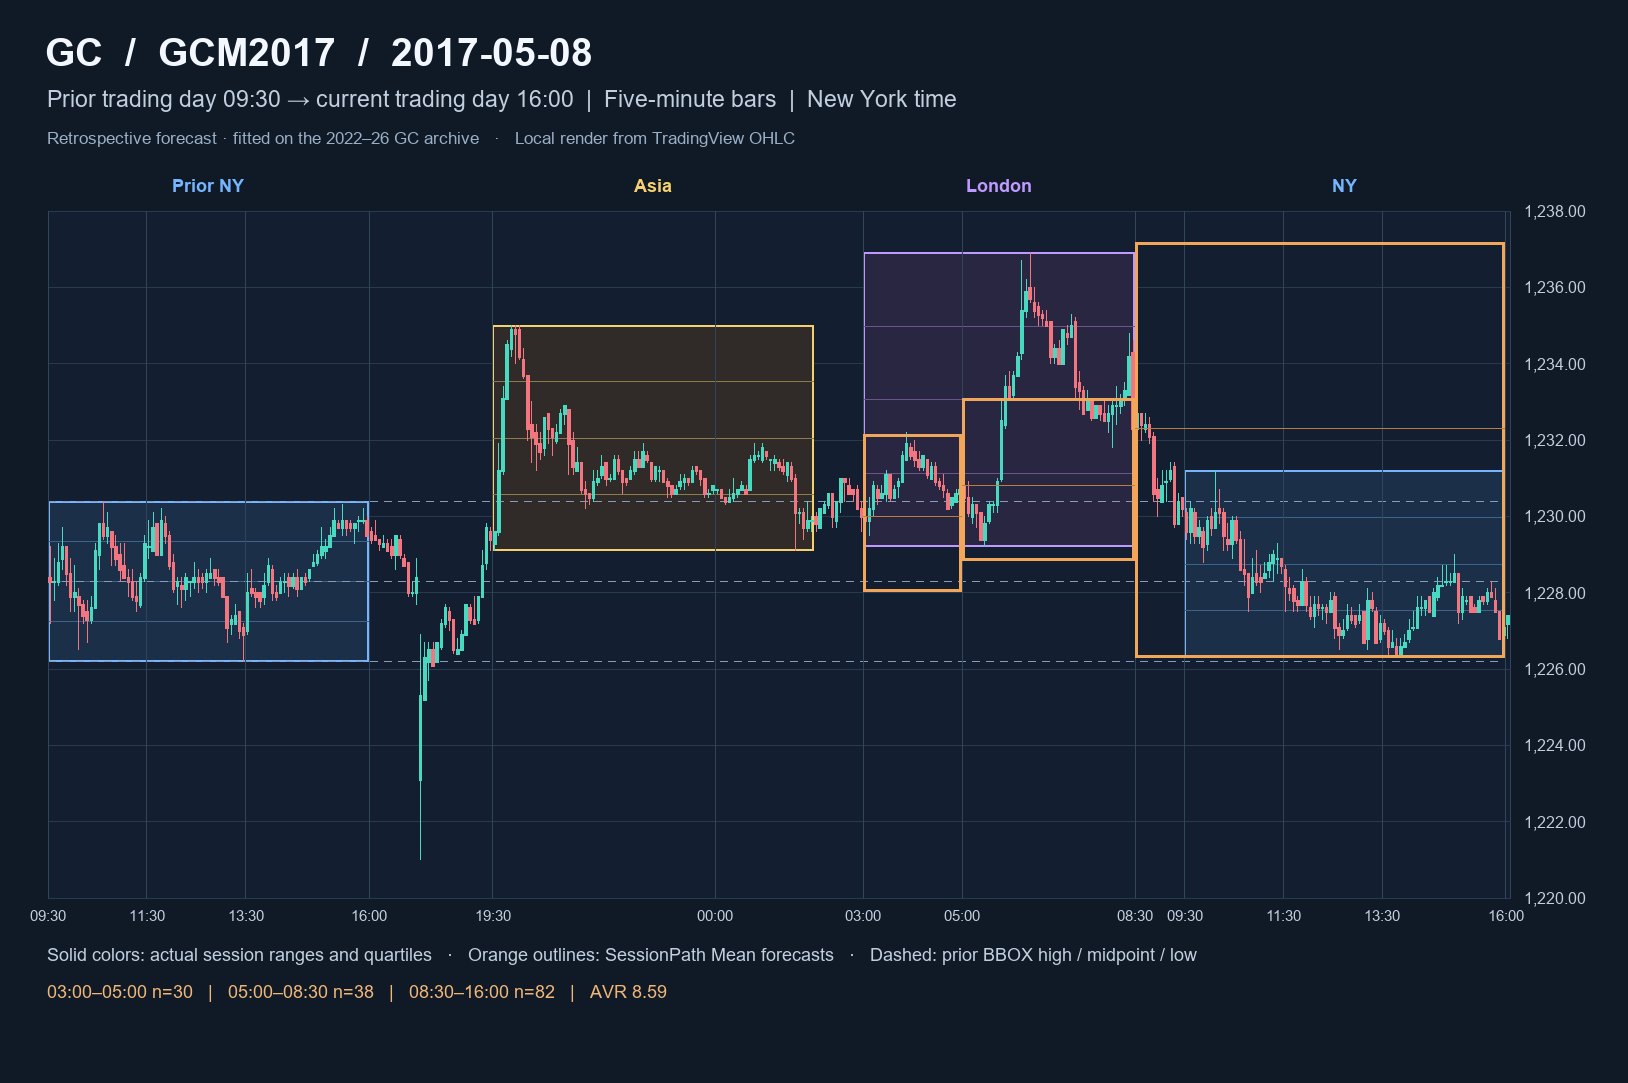 GC / GCM2017 / 2017-05-08
Prior trading day 09:30 → current trading day 16:00 | Five-minute bars | New York time
Retrospective forecast · fitted on the 2022–26 GC archive · Local render from TradingView OHLC
Prior NY Asia London NY
1,238.00
1,236.00
1,234.00
1,232.00
1,230.00
1,228.00
1,226.00
1,224.00
1,222.00
1,220.00
09:30 11:30 13:30 16:00 19:30 00:00 03:00 05:00 08:30 09:30 11:30 13:30 16:00
Solid colors: actual session ranges and quartiles · Orange outlines: SessionPath Mean forecasts · Dashed: prior BBOX high / midpoint / low
03:00–05:00 n=30 | 05:00–08:30 n=38 | 08:30–16:00 n=82 | AVR 8.59